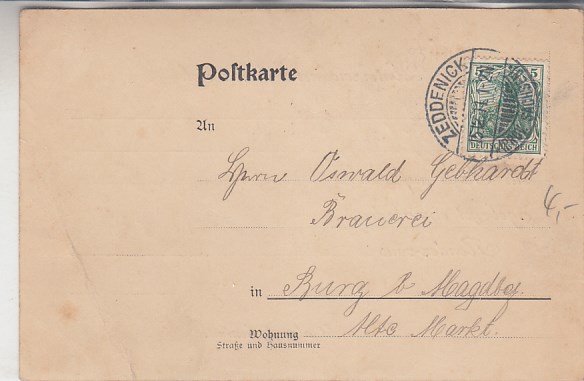 Postkarte
ZEDDENICK
5 5
DEUTSCHES REICH
An
Herrn Oswald Gebhardt
Brauerei
4,-
in Burg b Magdbg.
Wohnung Alte Markt.
Straße und Hausnummer